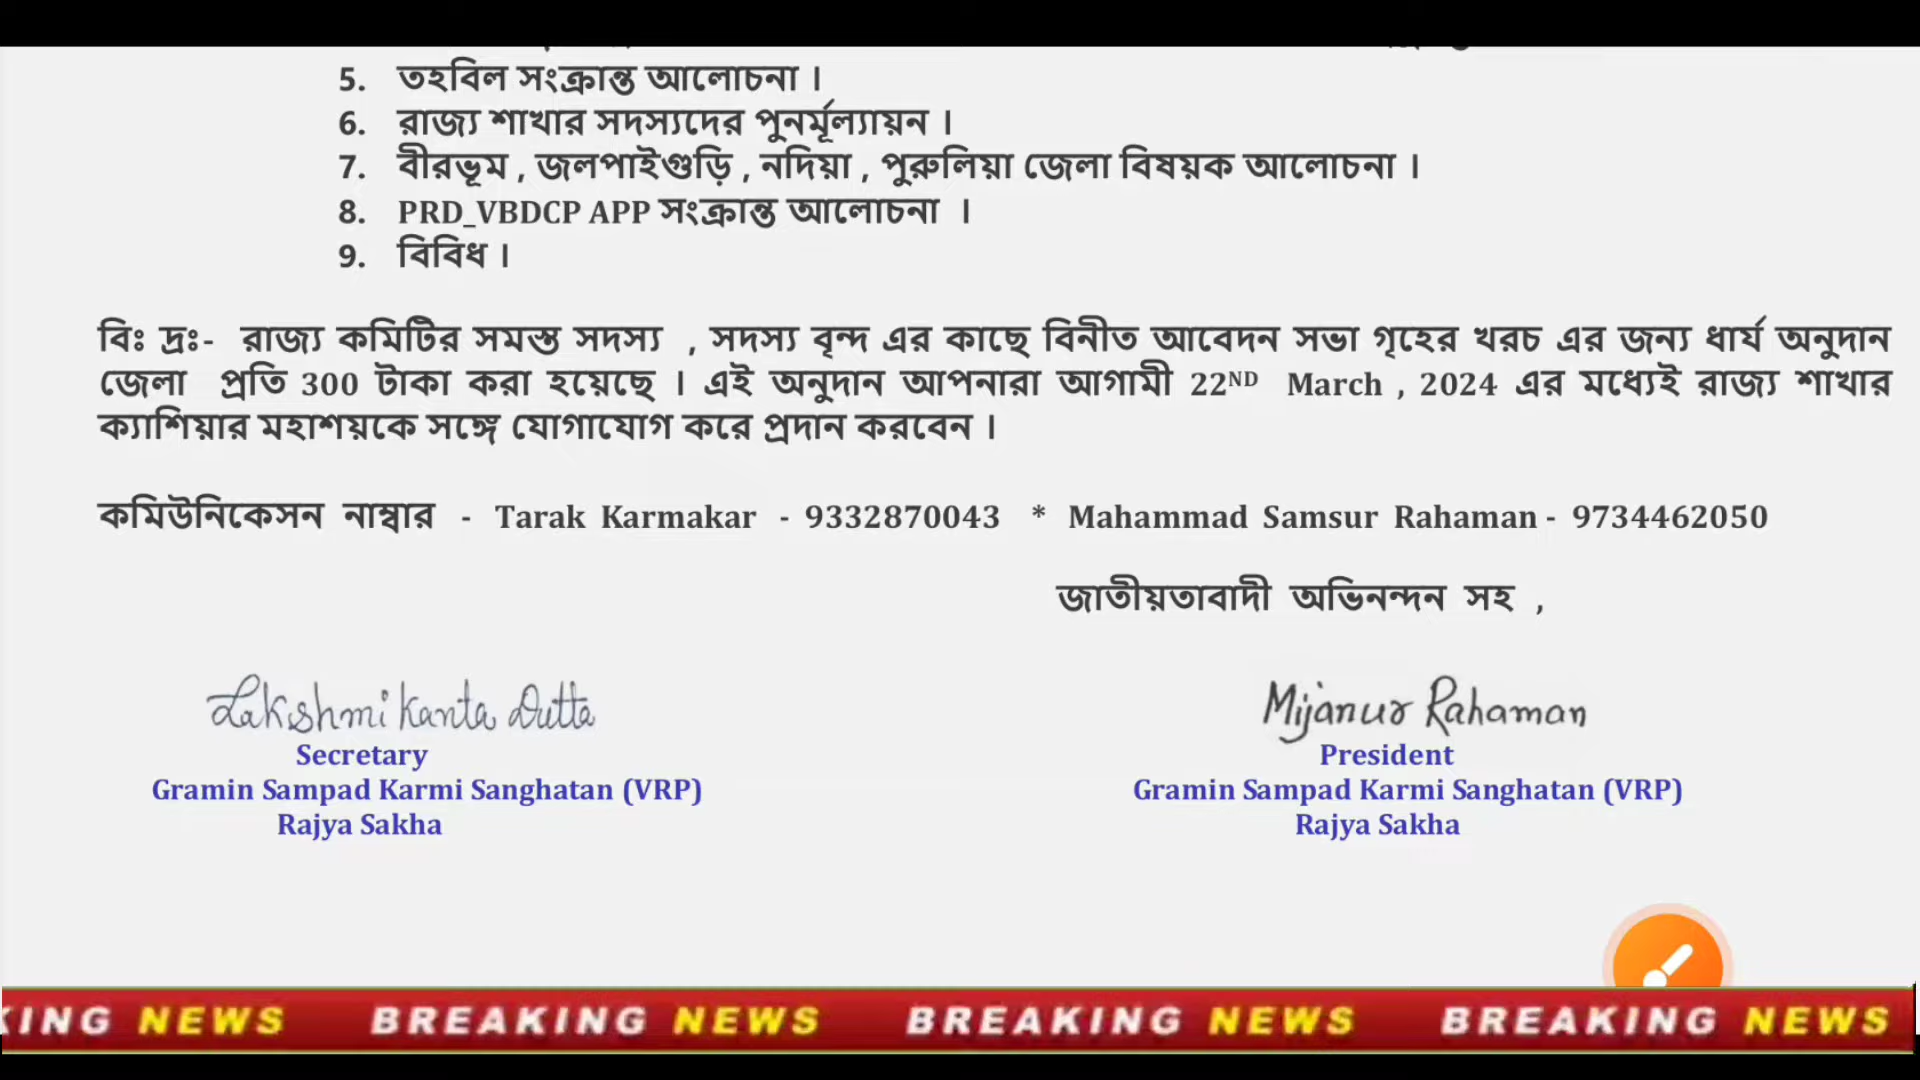 5. তহবিল সংক্রান্ত আলোচনা ।
6. রাজ্য শাখার সদস্যদের পুনর্মূল্যায়ন ।
7. বীরভূম , জলপাইগুড়ি , নদিয়া , পুরুলিয়া জেলা বিষয়ক আলোচনা ।
8. PRD_VBDCP APP সংক্রান্ত আলোচনা ।
9. বিবিধ ।
বিঃ দ্রঃ- রাজ্য কমিটির সমস্ত সদস্য , সদস্য বৃন্দ এর কাছে বিনীত আবেদন সভা গৃহের খরচ এর জন্য ধার্য অনুদান
জেলা প্রতি 300 টাকা করা হয়েছে । এই অনুদান আপনারা আগামী 22ND March , 2024 এর মধ্যেই রাজ্য শাখার
ক্যাশিয়ার মহাশয়কে সঙ্গে যোগাযোগ করে প্রদান করবেন ।
কমিউনিকেসন নাম্বার - Tarak Karmakar - 9332870043 * Mahammad Samsur Rahaman - 9734462050
জাতীয়তাবাদী অভিনন্দন সহ ,
Lakshmi Kanta Dutta
Secretary
Gramin Sampad Karmi Sanghatan (VRP)
Rajya Sakha
Mijanur Rahaman
President
Gramin Sampad Karmi Sanghatan (VRP)
Rajya Sakha
KING NEWS BREAKING NEWS BREAKING NEWS BREAKING NEWS